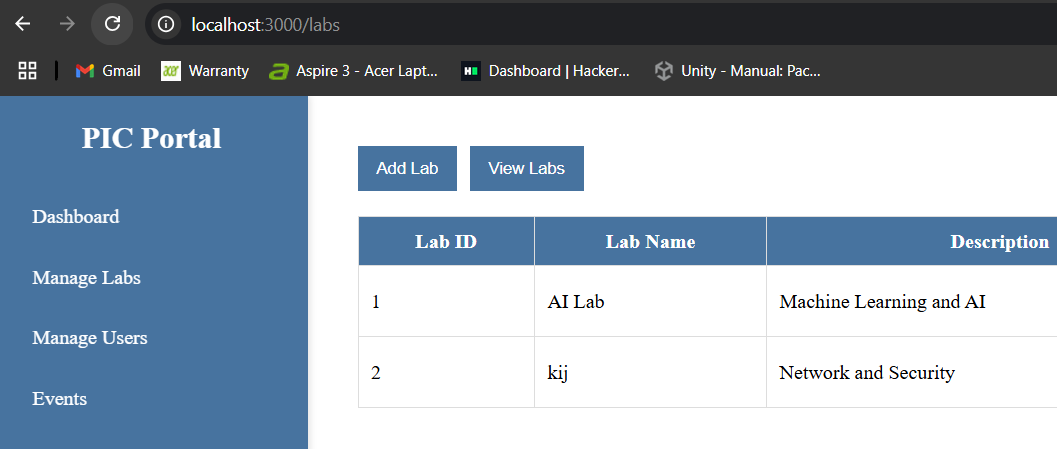 localhost:3000/labs
Gmail
acer
Warranty
Aspire 3 - Acer Lapt...
H
Dashboard | Hacker...
Unity - Manual: Pac...
PIC Portal
Dashboard
Manage Labs
Manage Users
Events
Add Lab
View Labs
Lab ID Lab Name Description
1 AI Lab Machine Learning and AI
2 kij Network and Security